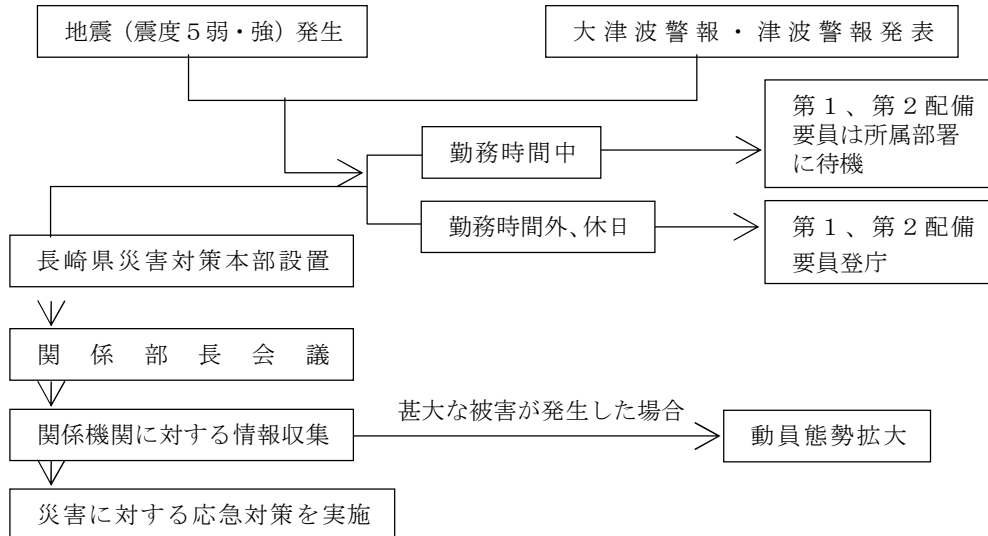 地震(震度5弱・強)発生
大津波警報・津波警報発表
第1、第2配備
要員は所属部署
に待機
勤務時間中
勤務時間外、休日
第1、第2配備
要員登庁
長崎県災害対策本部設置
関係部長会議
関係機関に対する情報収集
甚大な被害が発生した場合
動員態勢拡大
災害に対する応急対策を実施